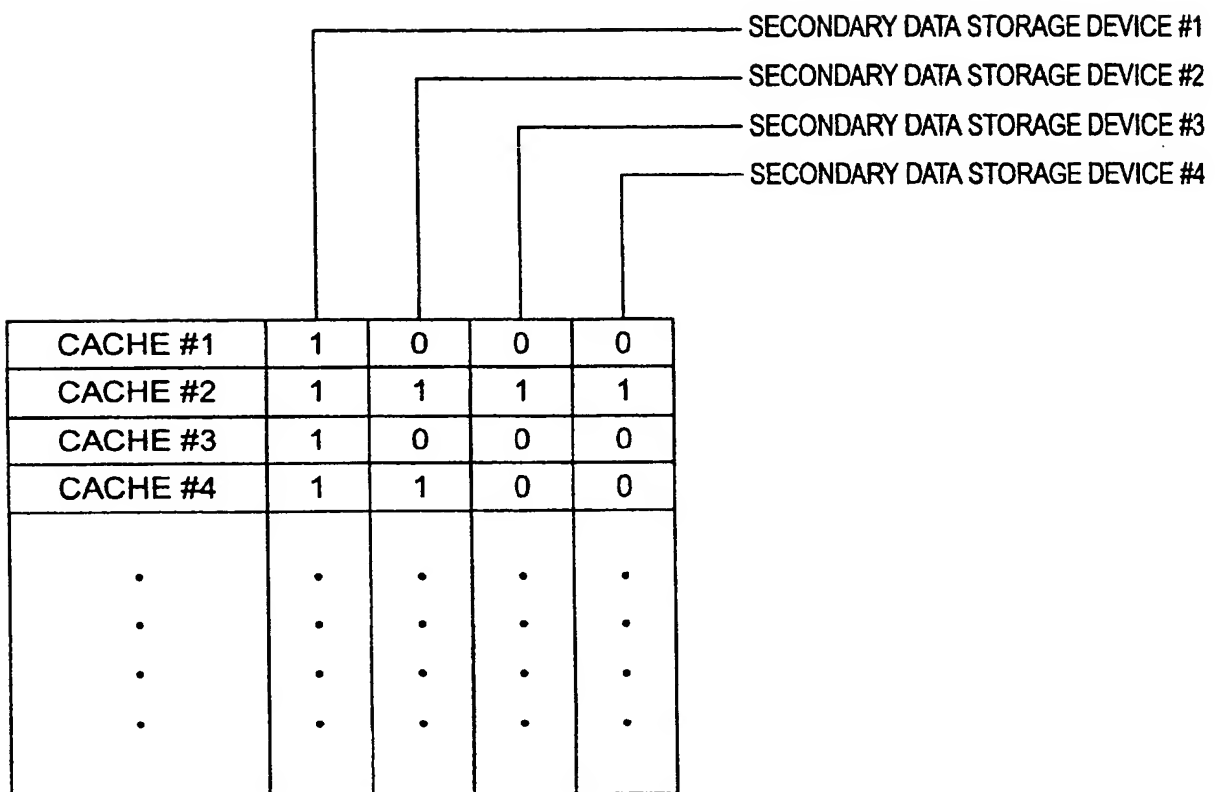 SECONDARY DATA STORAGE DEVICE #1
SECONDARY DATA STORAGE DEVICE #2
SECONDARY DATA STORAGE DEVICE #3
SECONDARY DATA STORAGE DEVICE #4
CACHE #1 1 0 0 0
CACHE #2 1 1 1 1
CACHE #3 1 0 0 0
CACHE #4 1 1 0 0